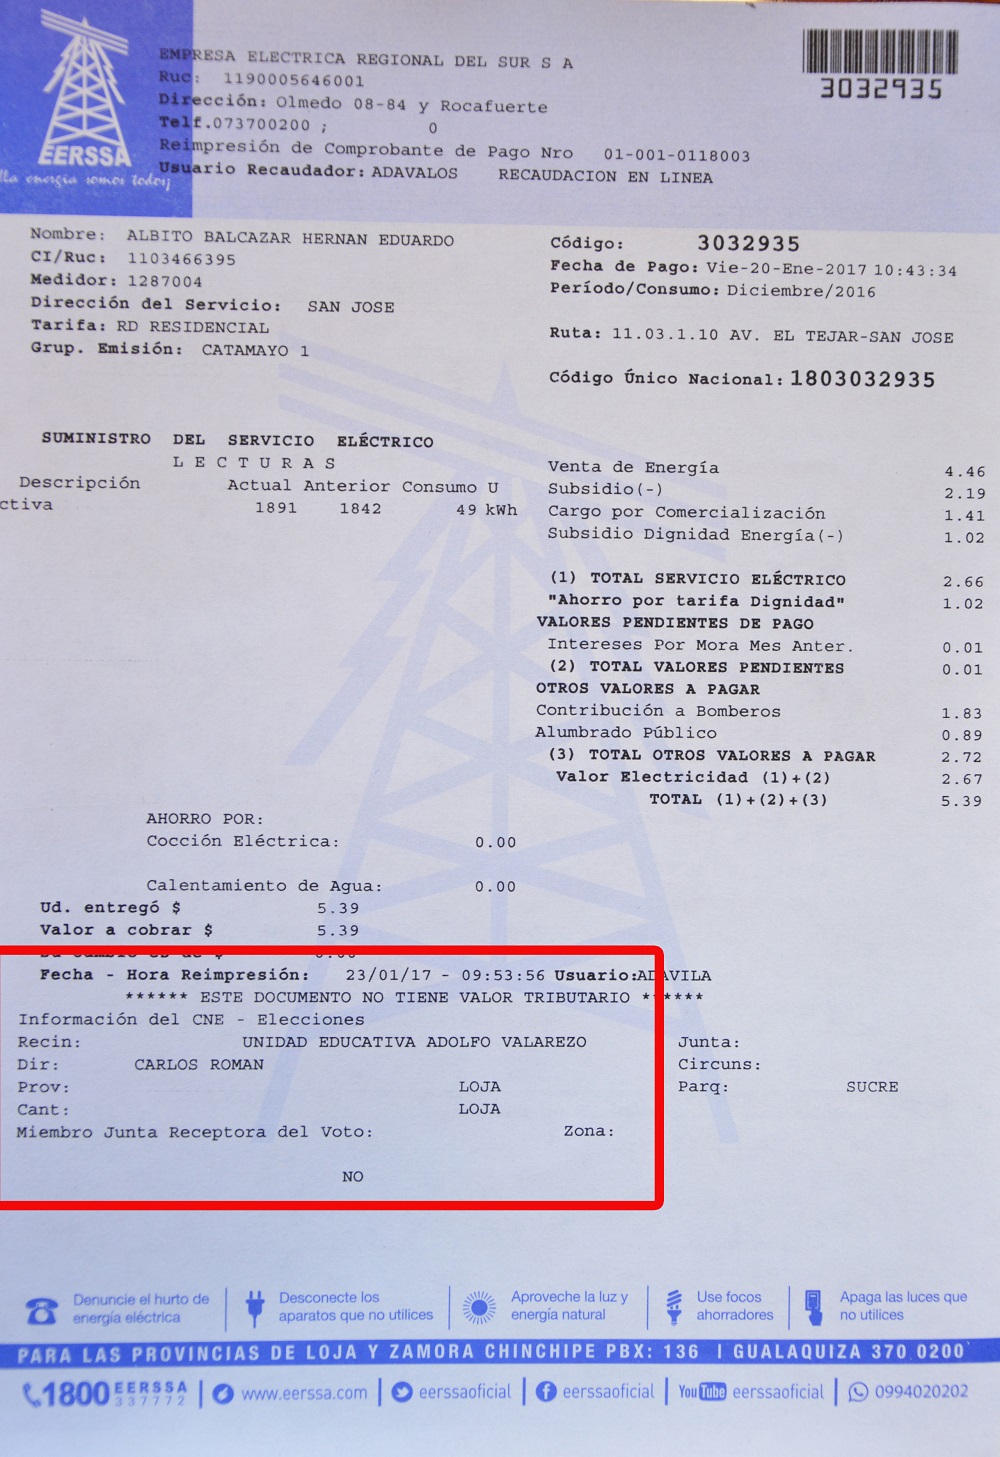 EMPRESA ELECTRICA REGIONAL DEL SUR S A
Ruc: 1190005646001
Dirección: Olmedo 08-84 y Rocafuerte
Telf.073700200 ; 0
Reimpresión de Comprobante de Pago Nro 01-001-0118003
Usuario Recaudador: ADAVALOS RECAUDACION EN LINEA
3032935
EERSSA
lla energía somos todos¡
Nombre: ALBITO BALCAZAR HERNAN EDUARDO
CI/Ruc: 1103466395
Medidor: 1287004
Dirección del Servicio: SAN JOSE
Tarifa: RD RESIDENCIAL
Grup. Emisión: CATAMAYO 1
Código: 3032935
Fecha de Pago: Vie-20-Ene-2017 10:43:34
Período/Consumo: Diciembre/2016
Ruta: 11.03.1.10 AV. EL TEJAR-SAN JOSE
Código Único Nacional: 1803032935
SUMINISTRO DEL SERVICIO ELÉCTRICO
LECTURAS
Descripción Actual Anterior Consumo U
ctiva 1891 1842 49 kWh
Venta de Energía 4.46
Subsidio(-) 2.19
Cargo por Comercialización 1.41
Subsidio Dignidad Energía(-) 1.02
(1) TOTAL SERVICIO ELÉCTRICO 2.66
"Ahorro por tarifa Dignidad" 1.02
VALORES PENDIENTES DE PAGO
Intereses Por Mora Mes Anter. 0.01
(2) TOTAL VALORES PENDIENTES 0.01
OTROS VALORES A PAGAR
Contribución a Bomberos 1.83
Alumbrado Público 0.89
(3) TOTAL OTROS VALORES A PAGAR 2.72
Valor Electricidad (1)+(2) 2.67
TOTAL (1)+(2)+(3) 5.39
AHORRO POR:
Cocción Eléctrica: 0.00
Calentamiento de Agua: 0.00
Ud. entregó $ 5.39
Valor a cobrar $ 5.39
Fecha - Hora Reimpresión: 23/01/17 - 09:53:56 Usuario:ADAVILA
****** ESTE DOCUMENTO NO TIENE VALOR TRIBUTARIO ******
Información del CNE - Elecciones
Recin: UNIDAD EDUCATIVA ADOLFO VALAREZO Junta:
Dir: CARLOS ROMAN Circuns:
Prov: LOJA Parq: SUCRE
Cant: LOJA
Miembro Junta Receptora del Voto: Zona:
NO
Denuncie el hurto de
energía eléctrica
Desconecte los
aparatos que no utilices
Aproveche la luz y
energía natural
Use focos
ahorradores
Apaga las luces que
no utilices
PARA LAS PROVINCIAS DE LOJA Y ZAMORA CHINCHIPE PBX: 136 | GUALAQUIZA 370 0200
1800 EERSSA 337772 | www.eerssa.com | eerssaoficial | eerssaoficial | YouTube eerssaoficial | 0994020202